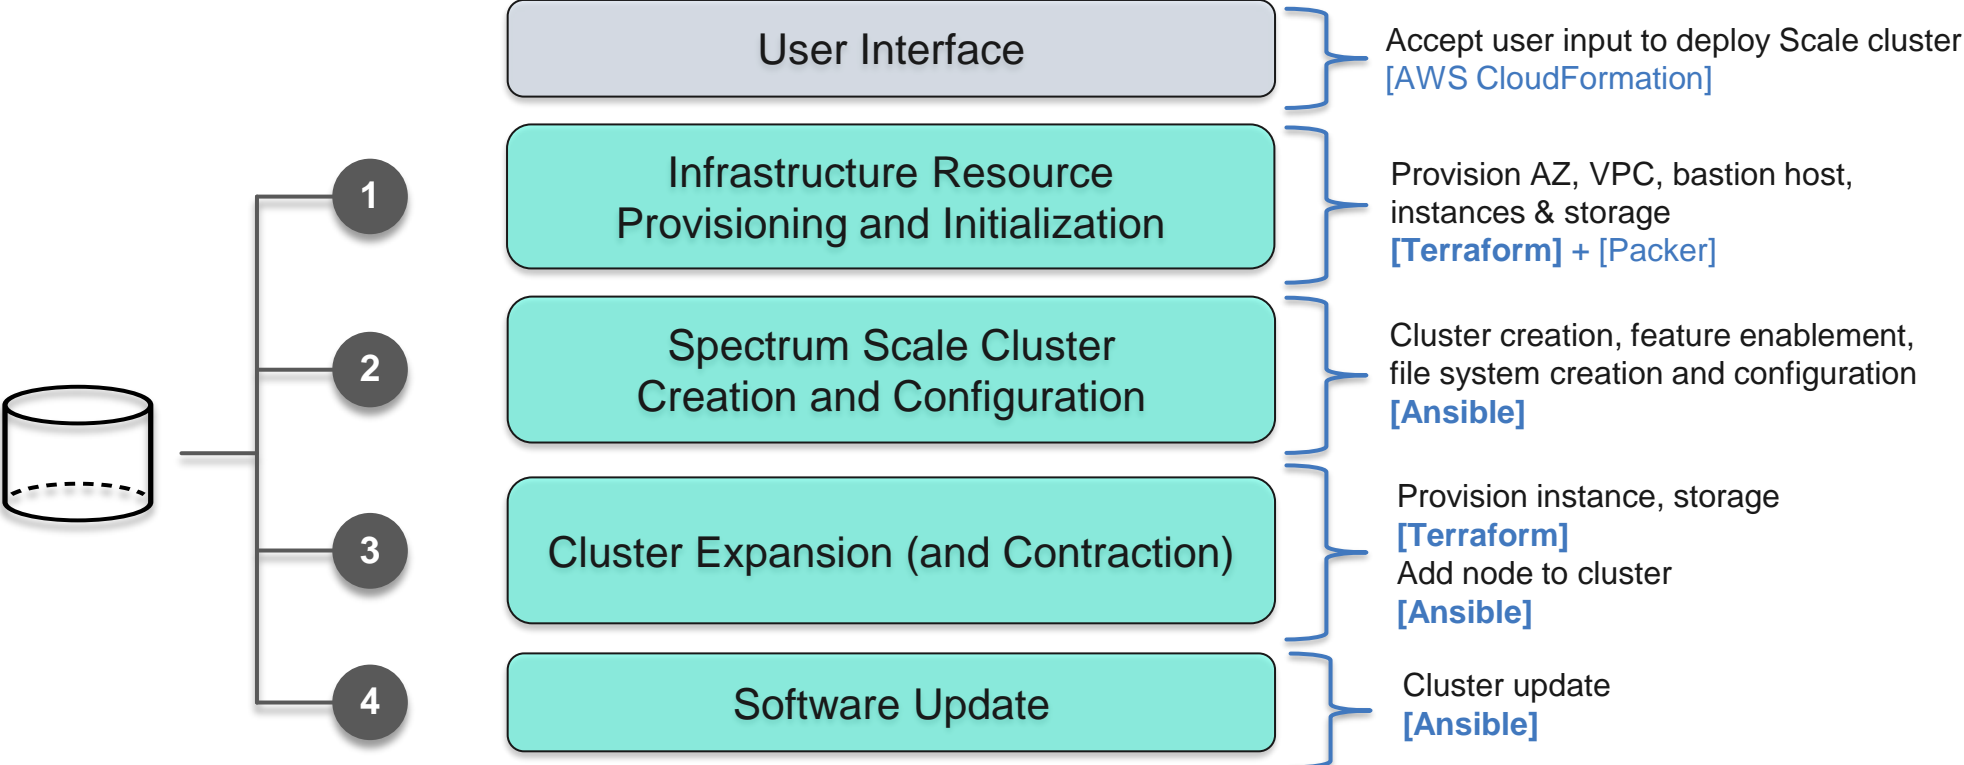 User Interface
Accept user input to deploy Scale cluster
[AWS CloudFormation]
1
Infrastructure Resource
Provisioning and Initialization
Provision AZ, VPC, bastion host,
instances & storage
[Terraform] + [Packer]
2
Spectrum Scale Cluster
Creation and Configuration
Cluster creation, feature enablement,
file system creation and configuration
[Ansible]
3
Cluster Expansion (and Contraction)
Provision instance, storage
[Terraform]
Add node to cluster
[Ansible]
4
Software Update
Cluster update
[Ansible]